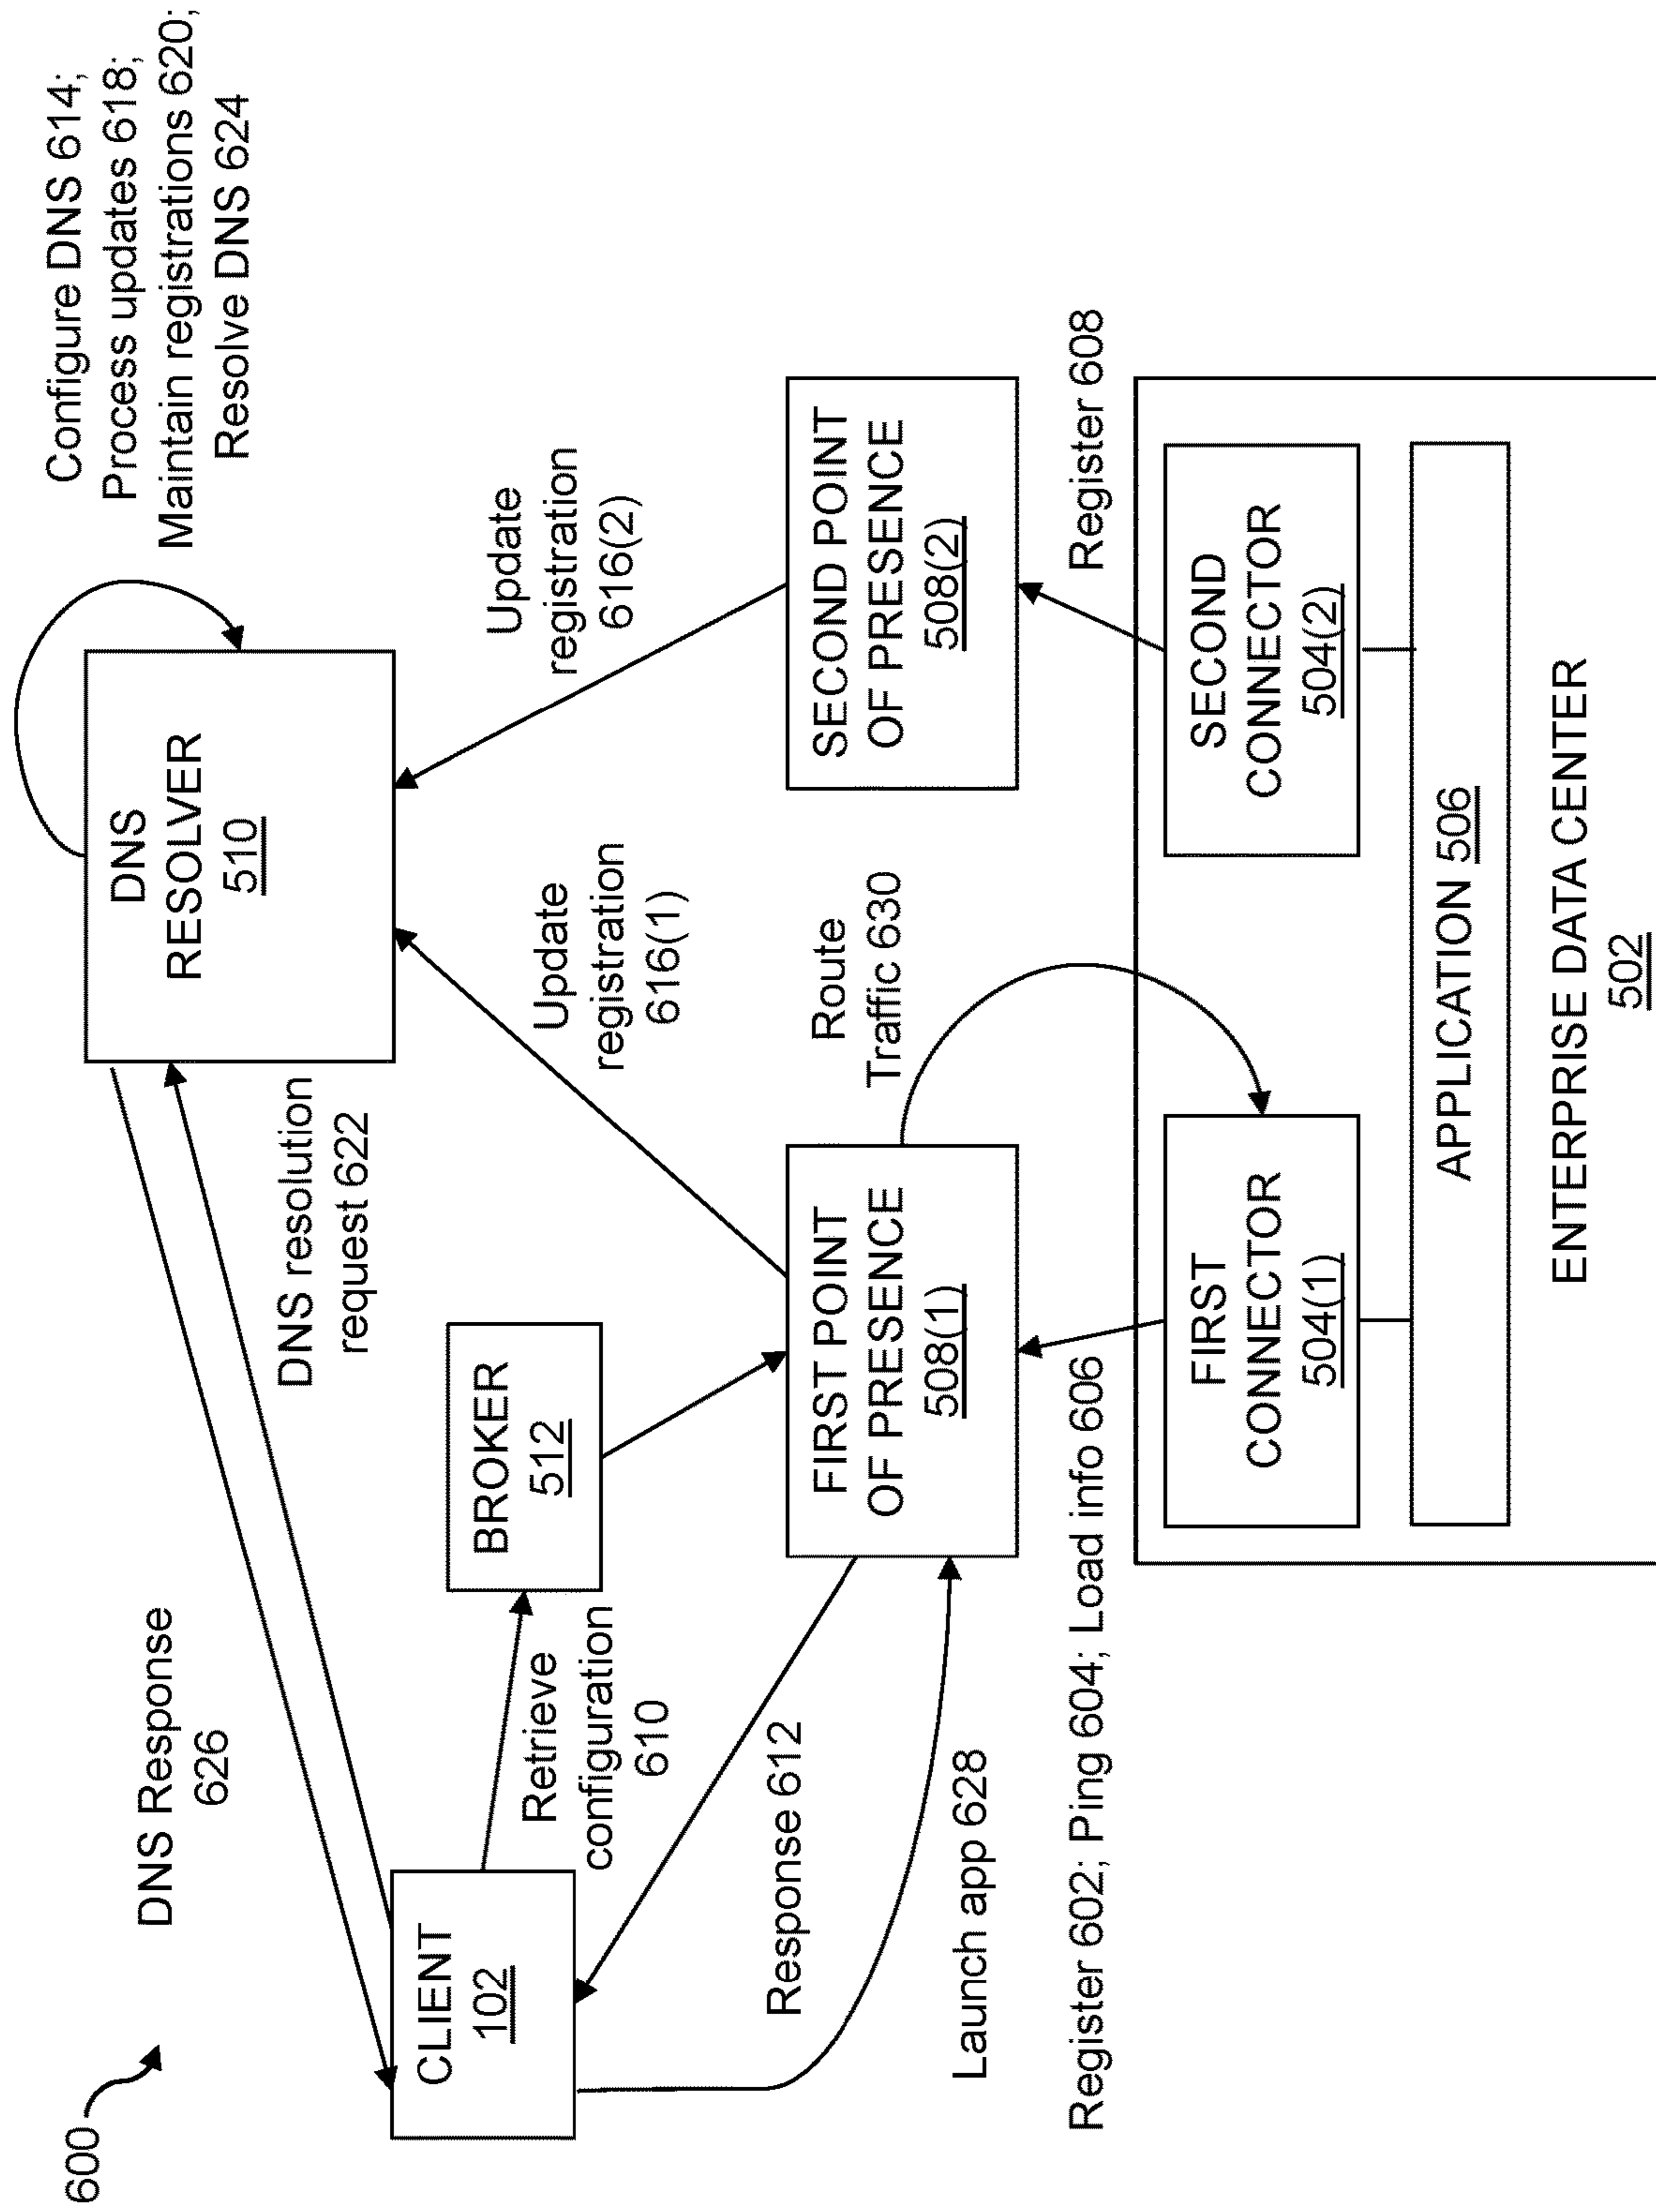 600
DNS Response
626
Configure DNS 614;
Process updates 618;
Maintain registrations 620;
Resolve DNS 624
DNS
RESOLVER
510
DNS resolution
request 622
CLIENT
102
Retrieve
configuration
610
BROKER
512
Update
registration
616(1)
Update
registration
616(2)
Response 612
Launch app 628
FIRST POINT
OF PRESENCE
508(1)
Route
Traffic 630
SECOND POINT
OF PRESENCE
508(2)
Register 602; Ping 604; Load info 606
Register 608
FIRST
CONNECTOR
504(1)
SECOND
CONNECTOR
504(2)
APPLICATION 506
ENTERPRISE DATA CENTER
502